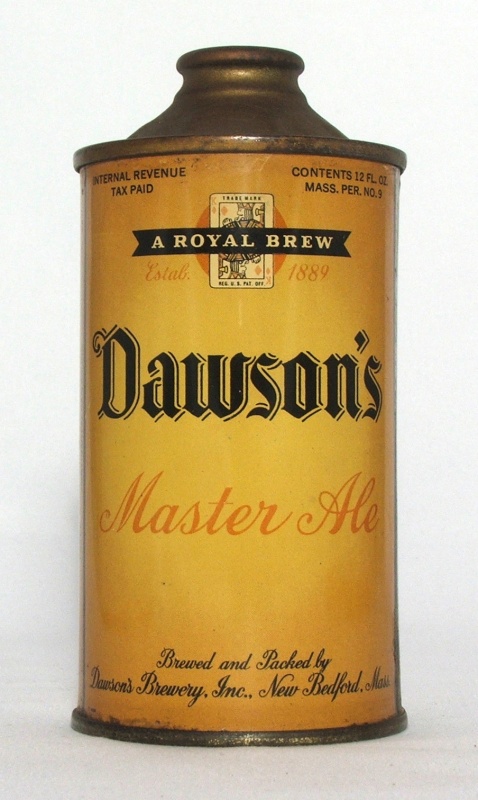 INTERNAL REVENUE
TAX PAID
CONTENTS 12 FL. OZ.
MASS. PER. NO. 9
TRADE MARK
A ROYAL BREW
Estab. 1889
REG. U.S. PAT. OFF.
Dawson's
Master Ale
Brewed and Packed by
Dawson's Brewery, Inc., New Bedford, Mass.